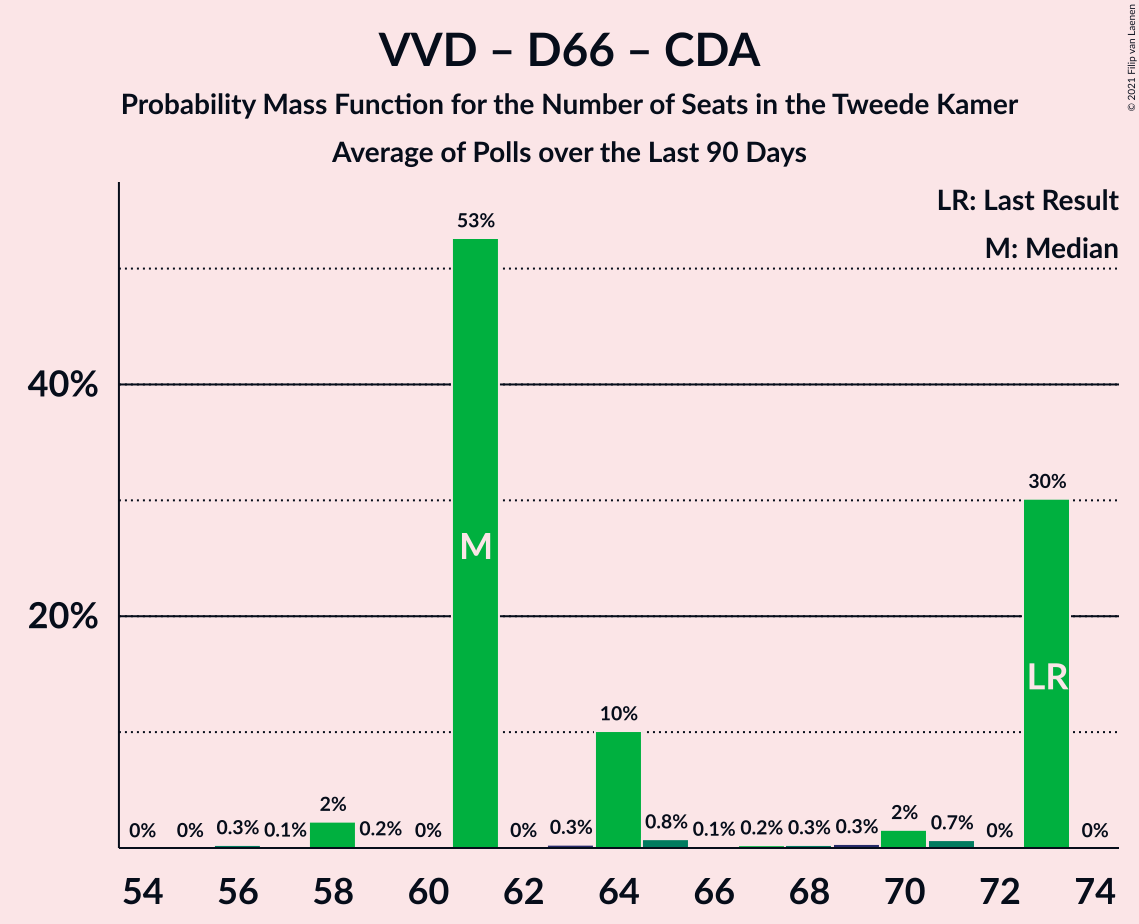 VVD – D66 – CDA
Probability Mass Function for the Number of Seats in the Tweede Kamer
Average of Polls over the Last 90 Days
© 2021 Filip van Laenen
LR: Last Result
M: Median
40%
20%
0%
0%
0.3%
0.1%
2%
0.2%
0%
53%
0%
0.3%
10%
0.8%
0.1%
0.2%
0.3%
0.3%
2%
0.7%
0%
30%
0%
M
LR
54 56 58 60 62 64 66 68 70 72 74